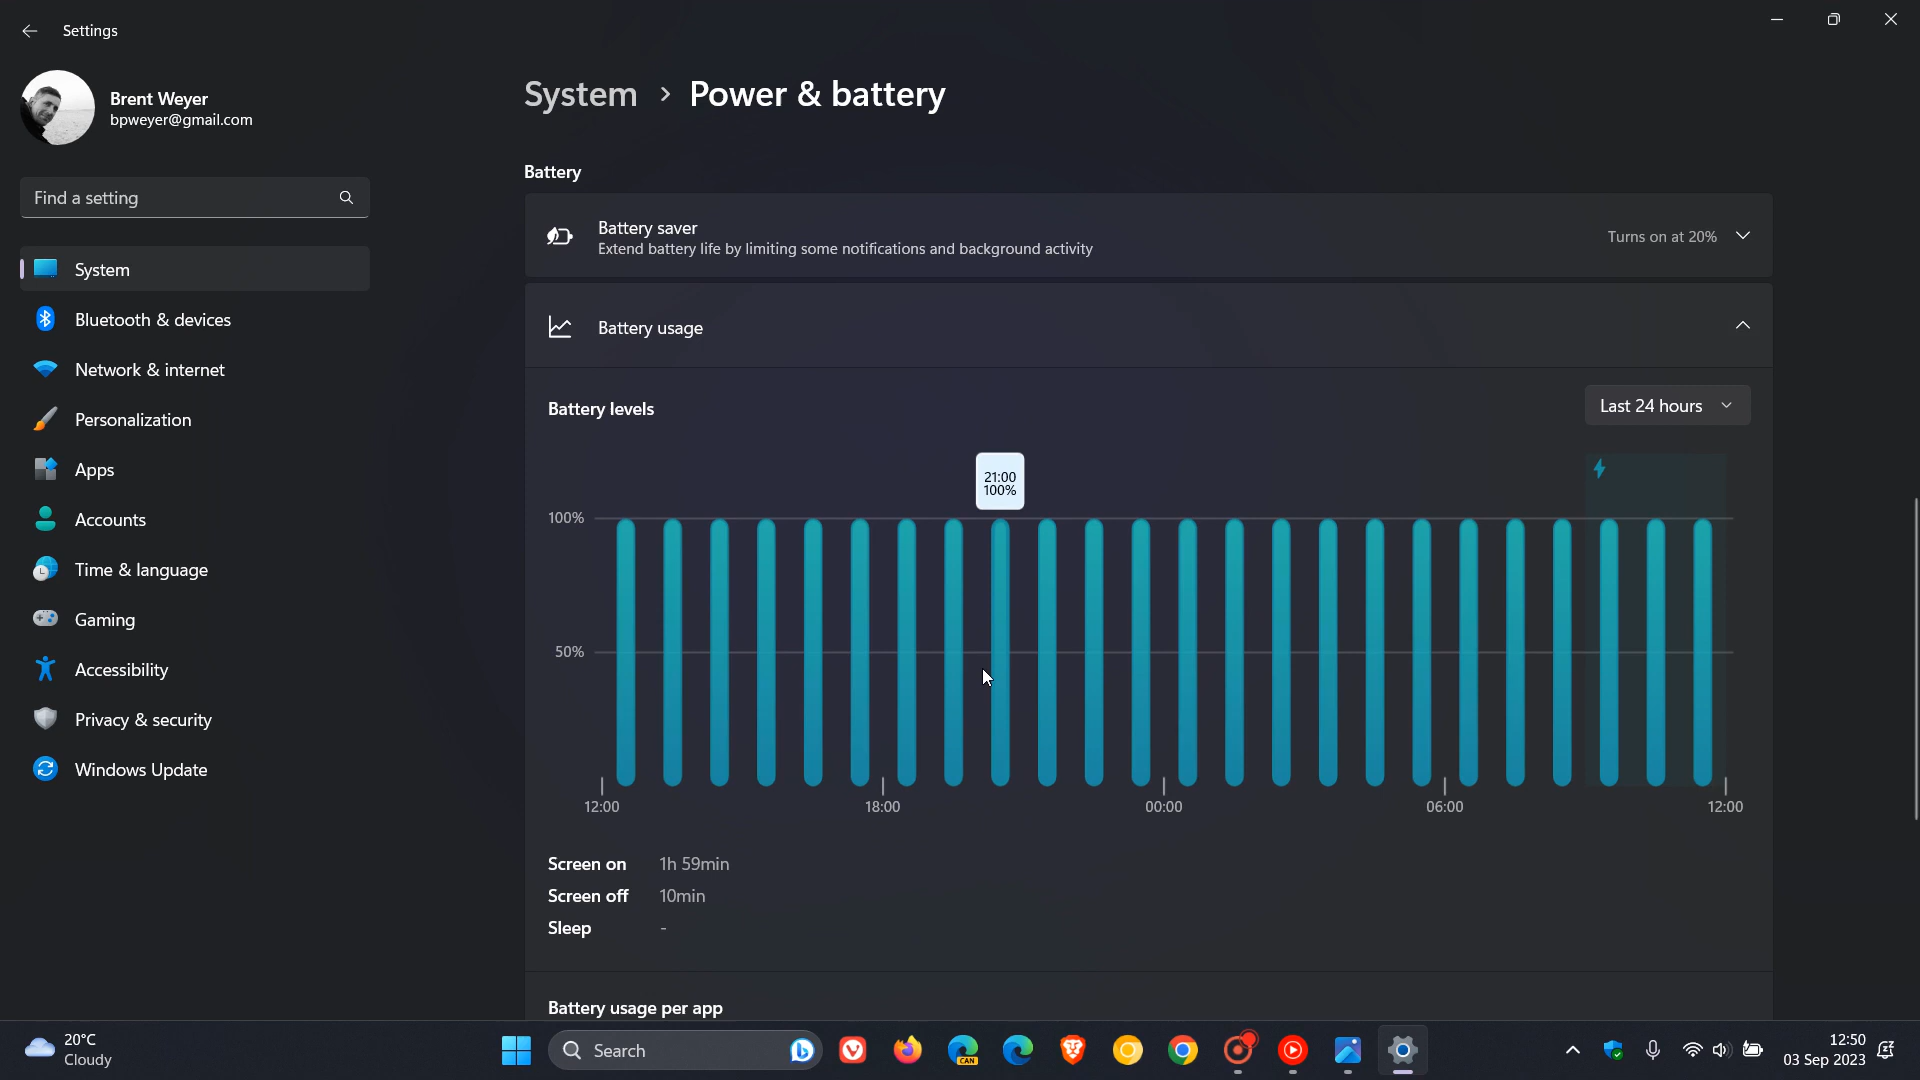 Settings
Brent Weyer
bpweyer@gmail.com
Find a setting
System
Bluetooth & devices
Network & internet
Personalization
Apps
Accounts
Time & language
Gaming
Accessibility
Privacy & security
Windows Update
System > Power & battery
Battery
Battery saver
Extend battery life by limiting some notifications and background activity
Turns on at 20%
Battery usage
Battery levels
Last 24 hours
21:00
100%
100%
50%
12:00
18:00
00:00
06:00
12:00
Screen on 1h 59min
Screen off 10min
Sleep -
Battery usage per app
20°C
Cloudy
Search
CAN
12:50
03 Sep 2023